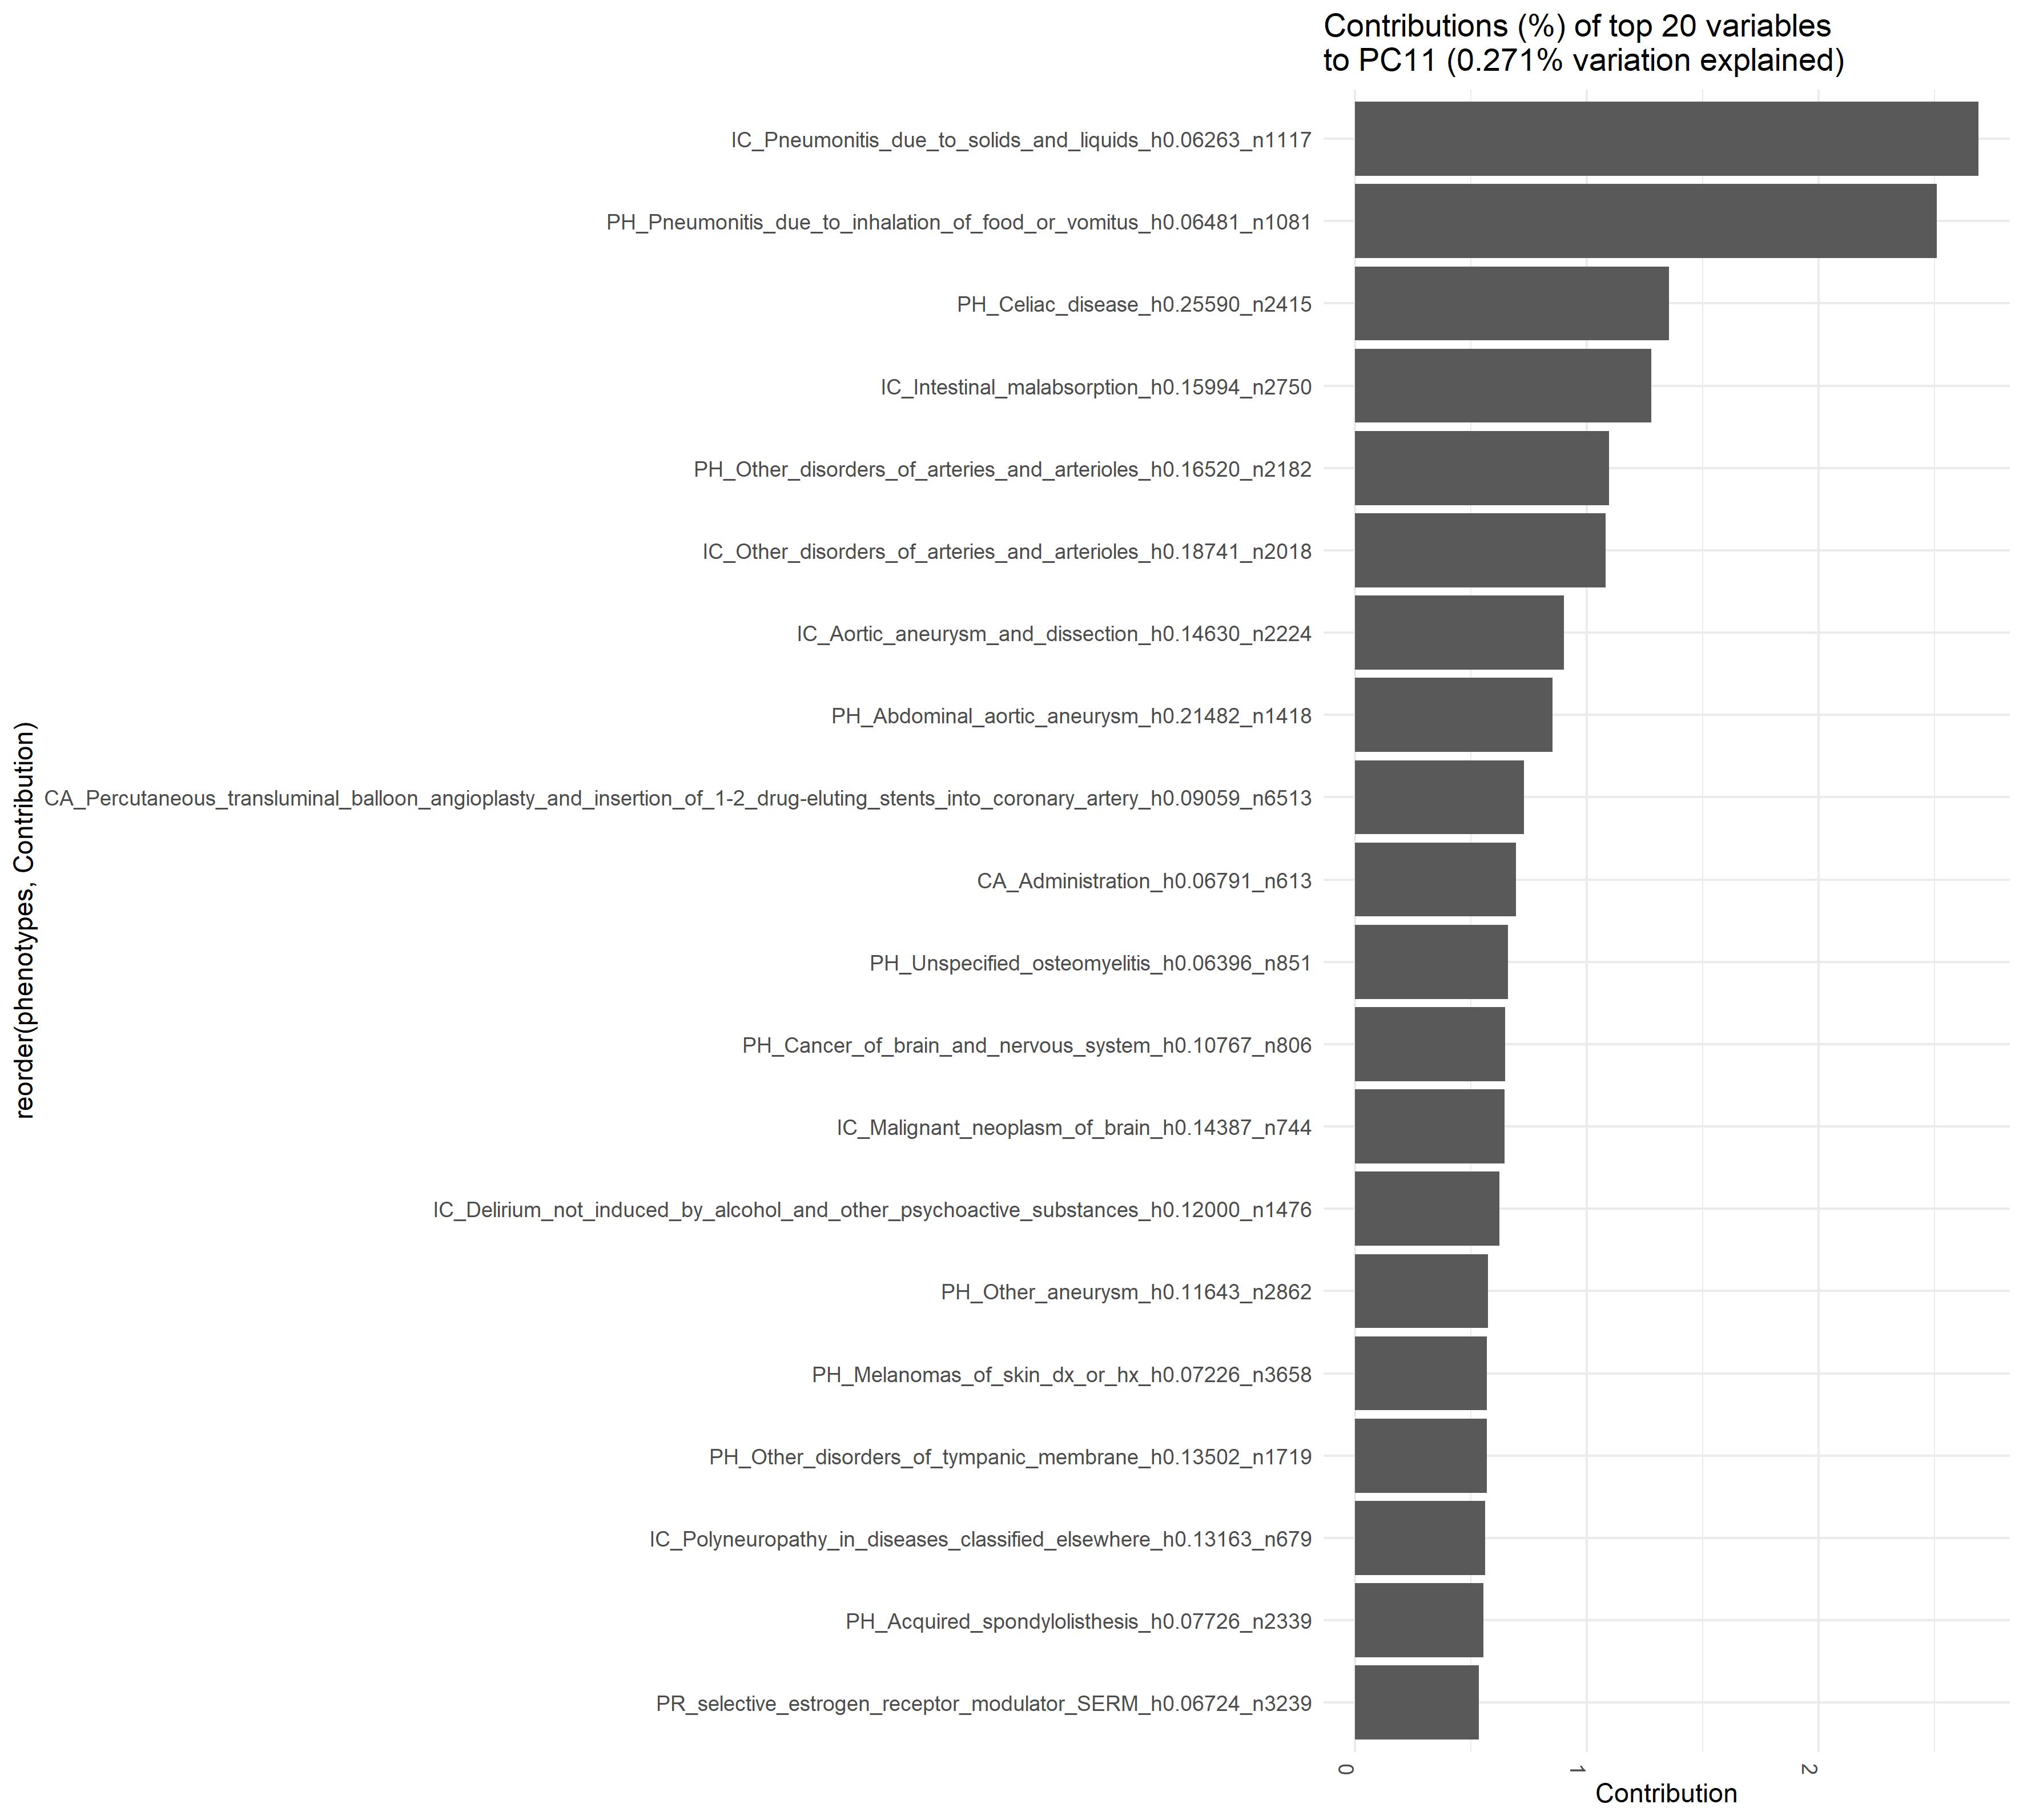 Contributions (%) of top 20 variables
to PC11 (0.271% variation explained)
IC_Pneumonitis_due_to_solids_and_liquids_h0.06263_n1117
PH_Pneumonitis_due_to_inhalation_of_food_or_vomitus_h0.06481_n1081
PH_Celiac_disease_h0.25590_n2415
IC_Intestinal_malabsorption_h0.15994_n2750
PH_Other_disorders_of_arteries_and_arterioles_h0.16520_n2182
IC_Other_disorders_of_arteries_and_arterioles_h0.18741_n2018
IC_Aortic_aneurysm_and_dissection_h0.14630_n2224
PH_Abdominal_aortic_aneurysm_h0.21482_n1418
CA_Percutaneous_transluminal_balloon_angioplasty_and_insertion_of_1-2_drug-eluting_stents_into_coronary_artery_h0.09059_n6513
CA_Administration_h0.06791_n613
PH_Unspecified_osteomyelitis_h0.06396_n851
PH_Cancer_of_brain_and_nervous_system_h0.10767_n806
IC_Malignant_neoplasm_of_brain_h0.14387_n744
IC_Delirium_not_induced_by_alcohol_and_other_psychoactive_substances_h0.12000_n1476
PH_Other_aneurysm_h0.11643_n2862
PH_Melanomas_of_skin_dx_or_hx_h0.07226_n3658
PH_Other_disorders_of_tympanic_membrane_h0.13502_n1719
IC_Polyneuropathy_in_diseases_classified_elsewhere_h0.13163_n679
PH_Acquired_spondylolisthesis_h0.07726_n2339
PR_selective_estrogen_receptor_modulator_SERM_h0.06724_n3239
reorder(phenotypes, Contribution)
0 1 2
Contribution